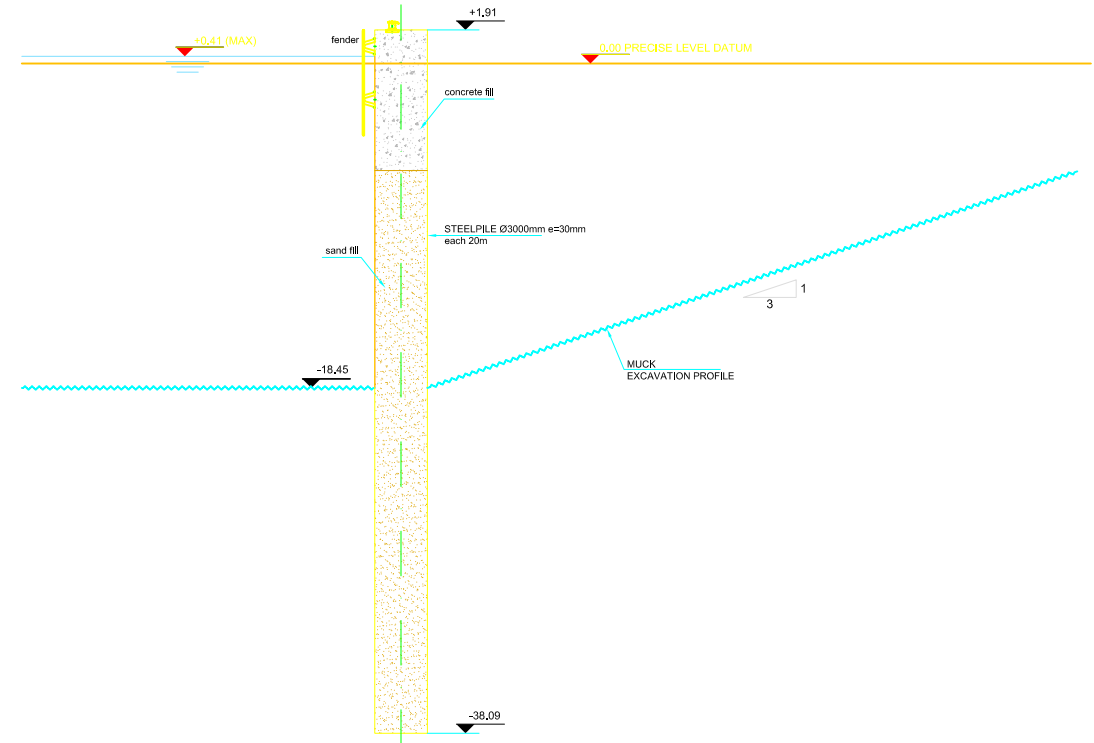 +1.91
fender
+0.41 (MAX)
0.00 PRECISE LEVEL DATUM
concrete fill
STEELPILE Ø3000mm e=30mm
each 20m
sand fill
1
3
MUCK
EXCAVATION PROFILE
-18.45
-38.09